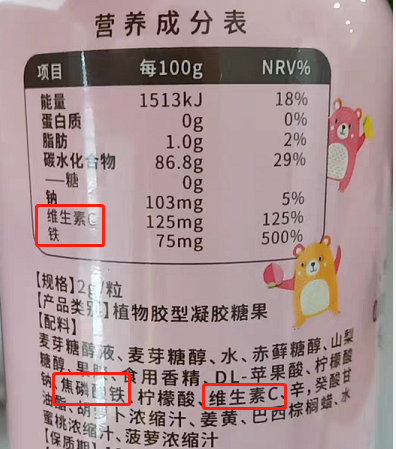 营养成分表
项目 每100g NRV%
能量 1513kJ 18%
蛋白质 0g 0%
脂肪 1.0g 2%
碳水化合物 86.8g 29%
—糖 0g
钠 103mg 5%
维生素C 125mg 125%
铁 75mg 500%
【规格】2g/粒
【产品类别】植物胶型凝胶糖果
【配料】
麦芽糖醇液、麦芽糖醇、水、赤藓糖醇、山梨
糖醇、果胶、食用香精、DL-苹果酸、柠檬酸
钠、焦磷酸铁、柠檬酸、维生素C、辛,癸酸甘
油酯、胡萝卜浓缩汁、姜黄、巴西棕榈蜡、水
蜜桃浓缩汁、菠萝浓缩汁
【保质期】